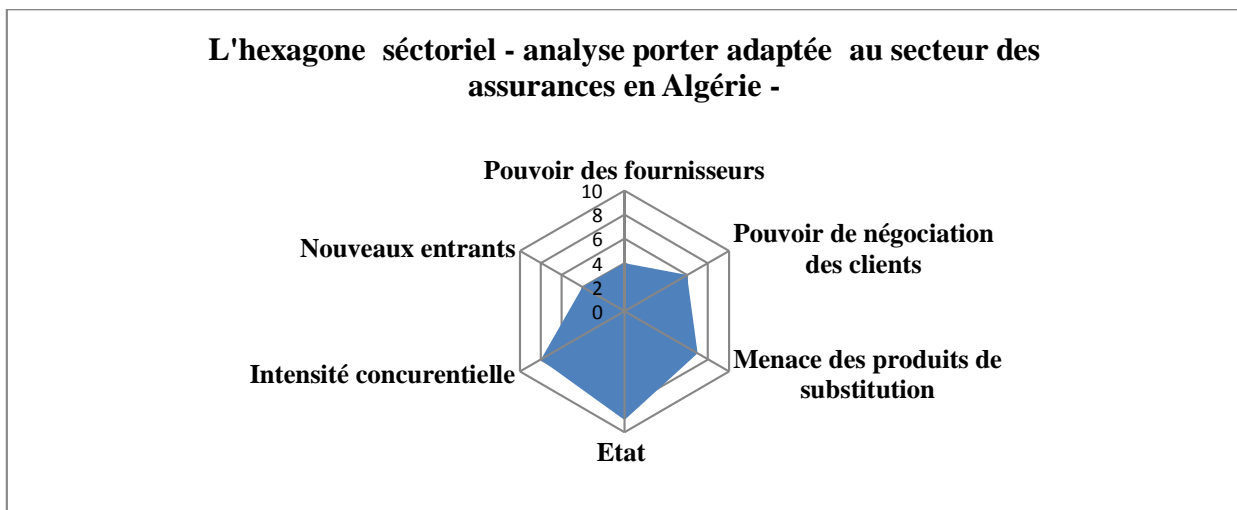 L'hexagone séctoriel - analyse porter adaptée au secteur des
assurances en Algérie -
Pouvoir des fournisseurs
10
8
6
4
2
0
Nouveaux entrants
Pouvoir de négociation
des clients
Intensité concurentielle
Menace des produits de
substitution
Etat